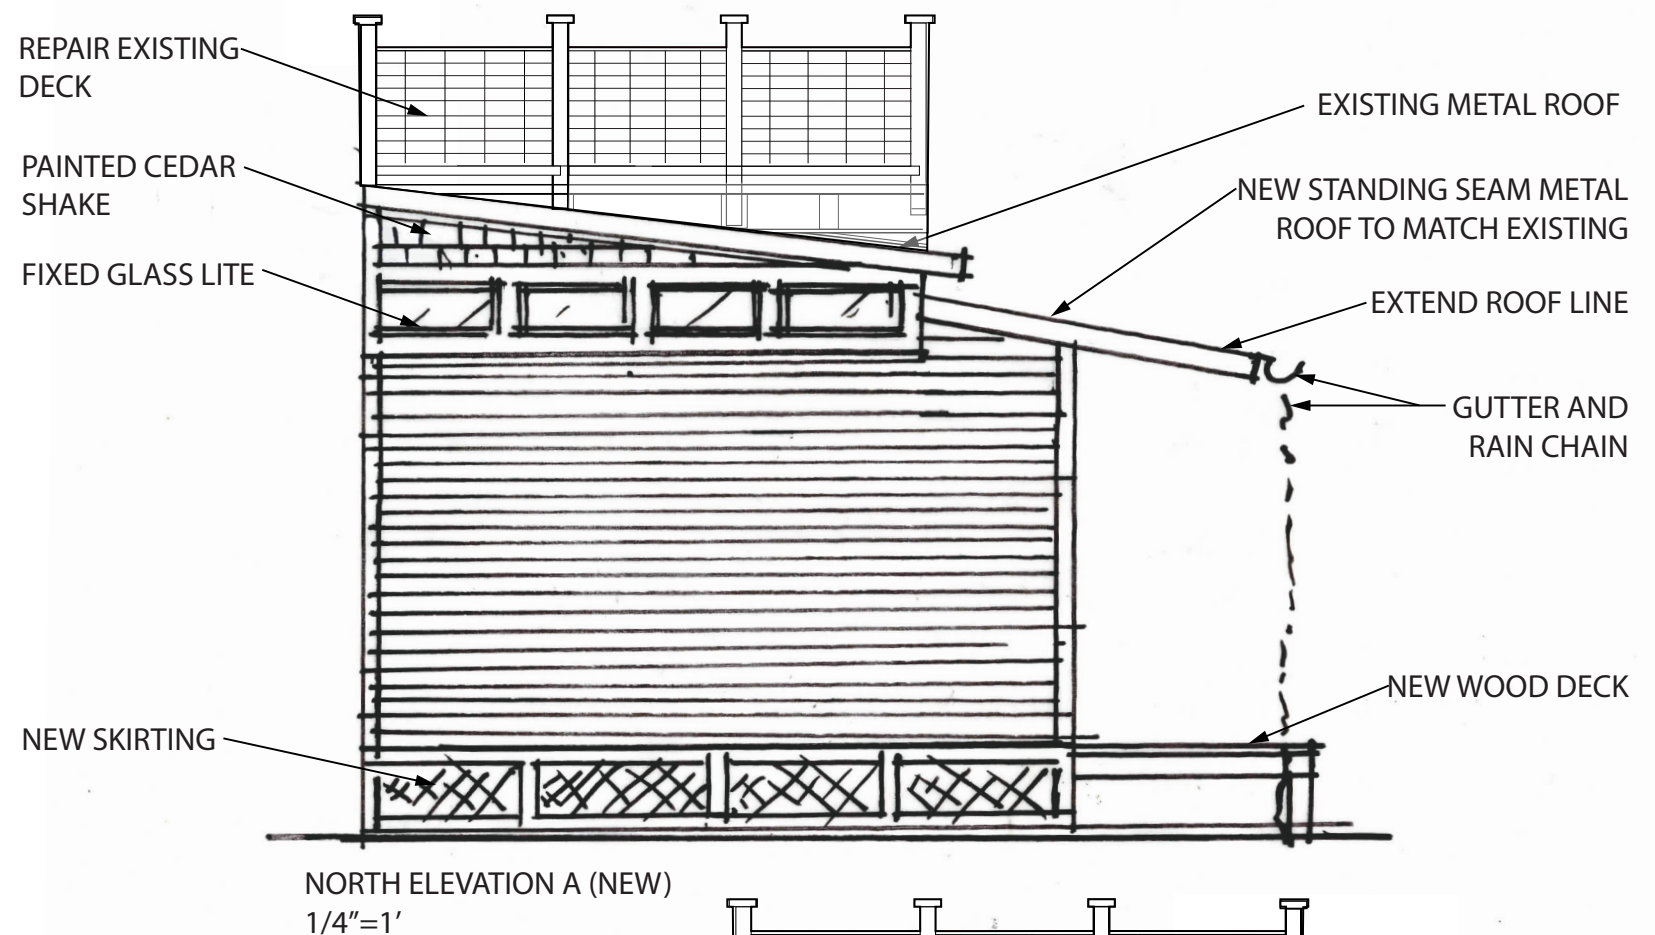 REPAIR EXISTING
DECK
PAINTED CEDAR
SHAKE
FIXED GLASS LITE
NEW SKIRTING
EXISTING METAL ROOF
NEW STANDING SEAM METAL
ROOF TO MATCH EXISTING
EXTEND ROOF LINE
GUTTER AND
RAIN CHAIN
NEW WOOD DECK
NORTH ELEVATION A (NEW)
1/4”=1’